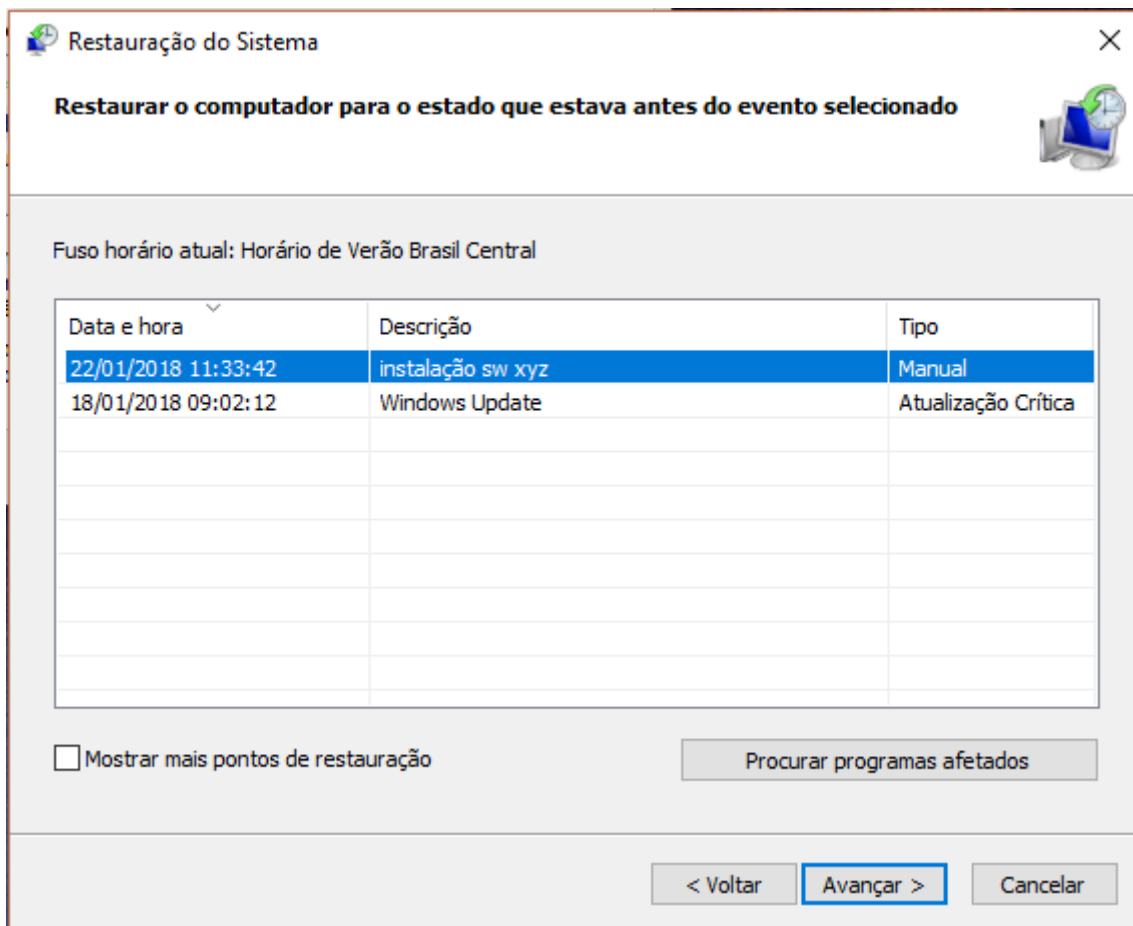 Restauração do Sistema
Restaurar o computador para o estado que estava antes do evento selecionado
Fuso horário atual: Horário de Verão Brasil Central
Data e hora Descrição Tipo
22/01/2018 11:33:42 instalação sw xyz Manual
18/01/2018 09:02:12 Windows Update Atualização Crítica
Mostrar mais pontos de restauração Procurar programas afetados
< Voltar Avançar > Cancelar